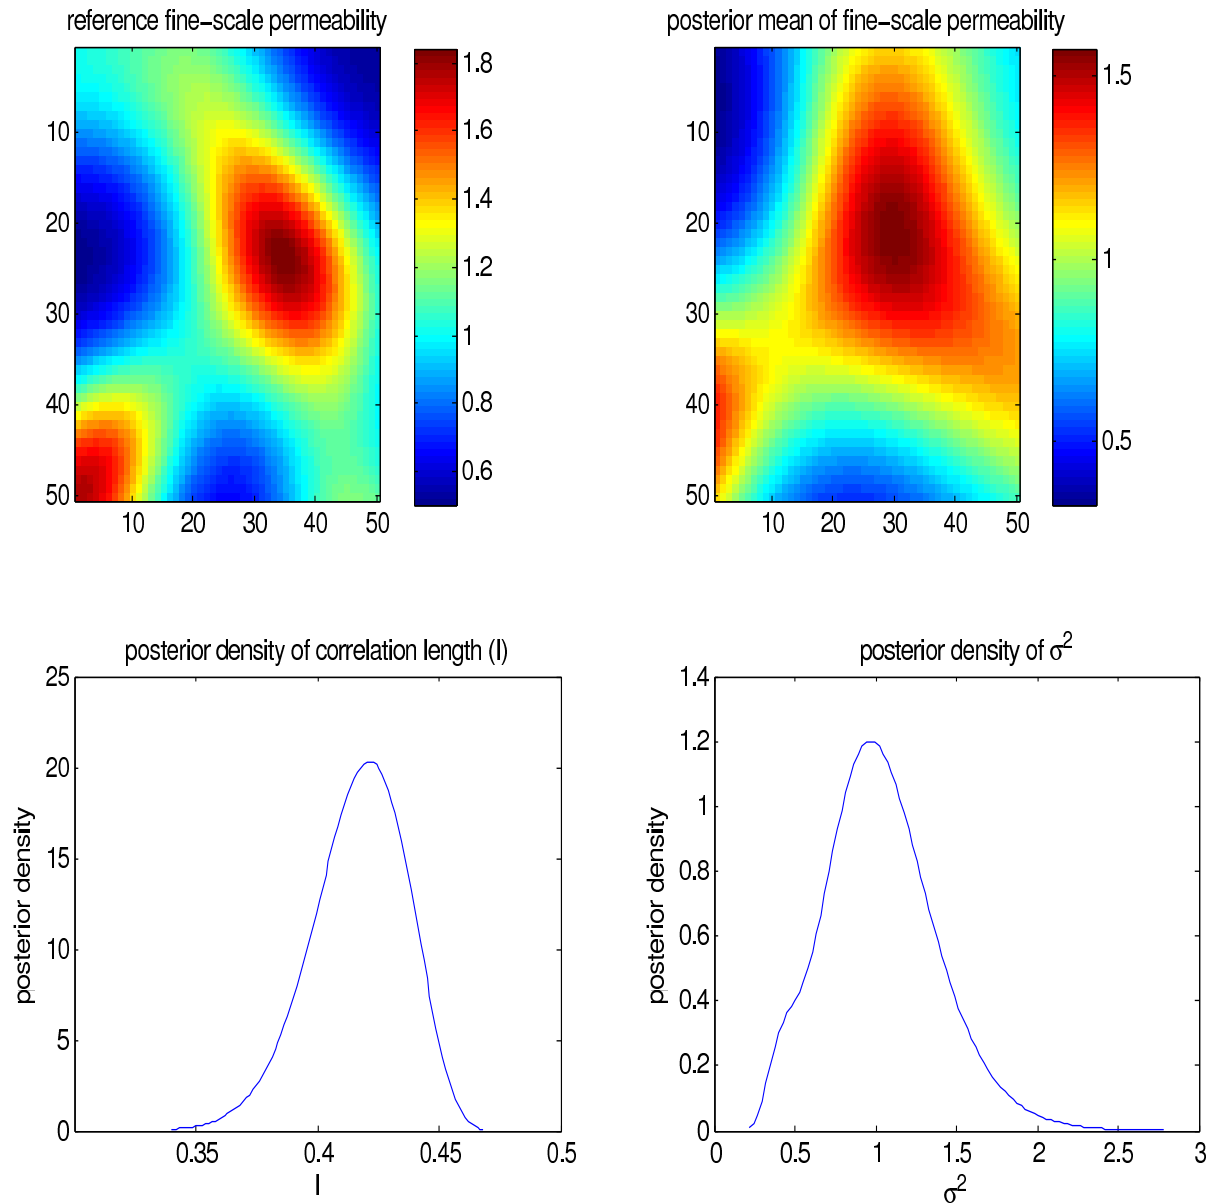 reference fine−scale permeability
10
20
30
40
50
10 20 30 40 50
1.8
1.6
1.4
1.2
1
0.8
0.6
posterior mean of fine−scale permeability
10
20
30
40
50
10 20 30 40 50
1.5
1
0.5
posterior density of correlation length (l)
25
20
15
10
5
0
0.35 0.4 0.45 0.5
posterior density
l
posterior density of σ²
1.4
1.2
1
0.8
0.6
0.4
0.2
0
0 0.5 1 1.5 2 2.5 3
posterior density
σ²